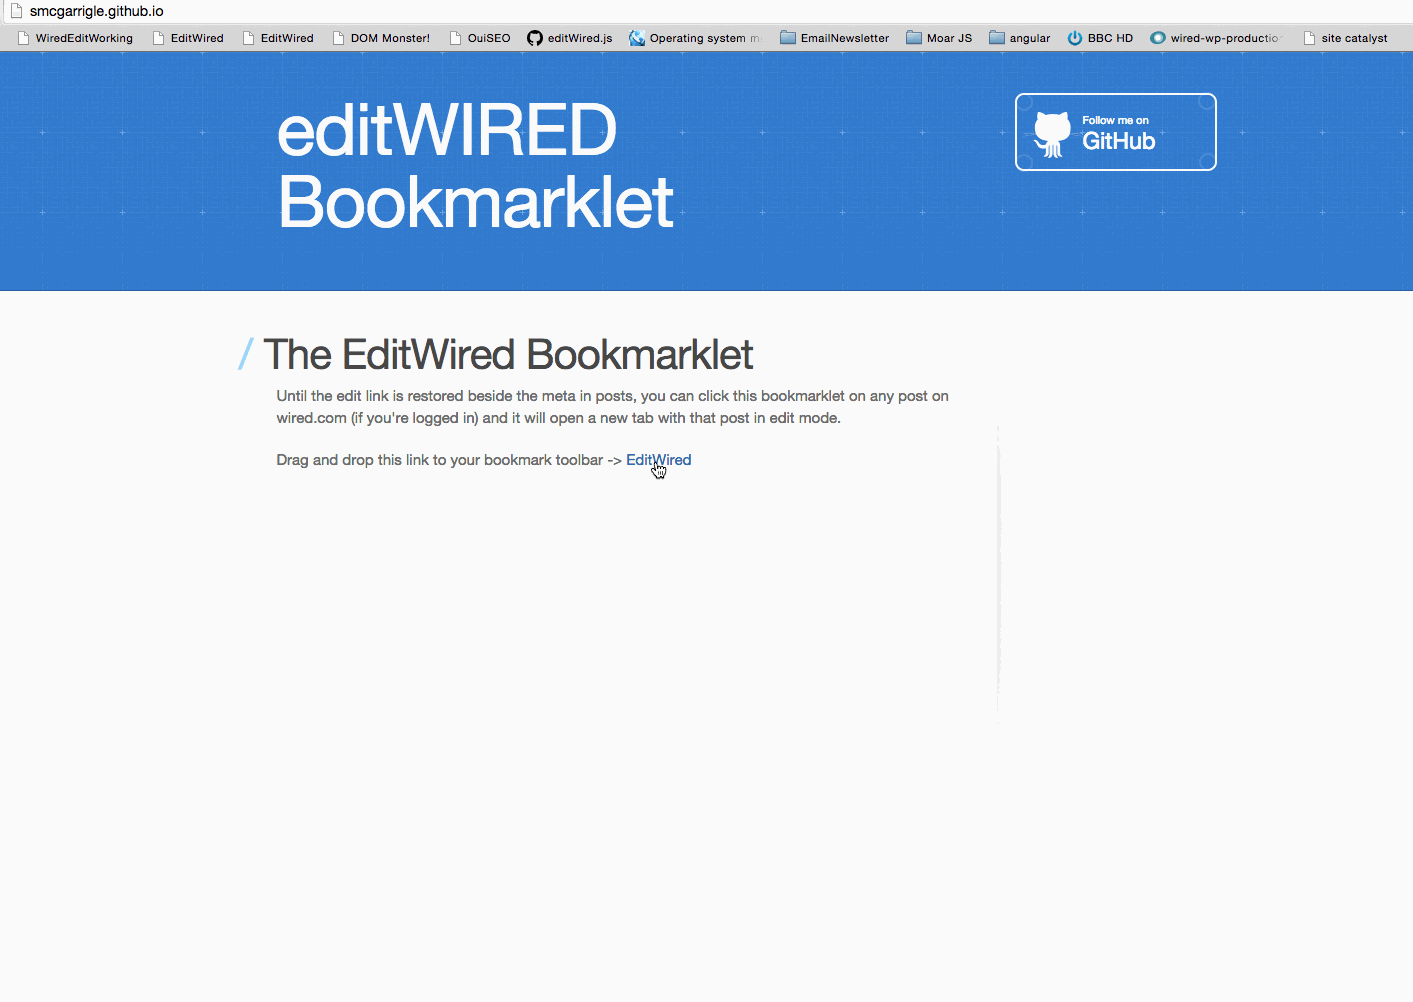 smcgarrigle.github.io
WiredEditWorking EditWired EditWired DOM Monster! OuiSEO editWired.js Operating system EmailNewsletter Moar JS angular BBC HD wired-wp-productio site catalyst
editWIRED
Bookmarklet
Follow me on
GitHub
/ The EditWired Bookmarklet
Until the edit link is restored beside the meta in posts, you can click this bookmarklet on any post on
wired.com (if you're logged in) and it will open a new tab with that post in edit mode.
Drag and drop this link to your bookmark toolbar -> EditWired